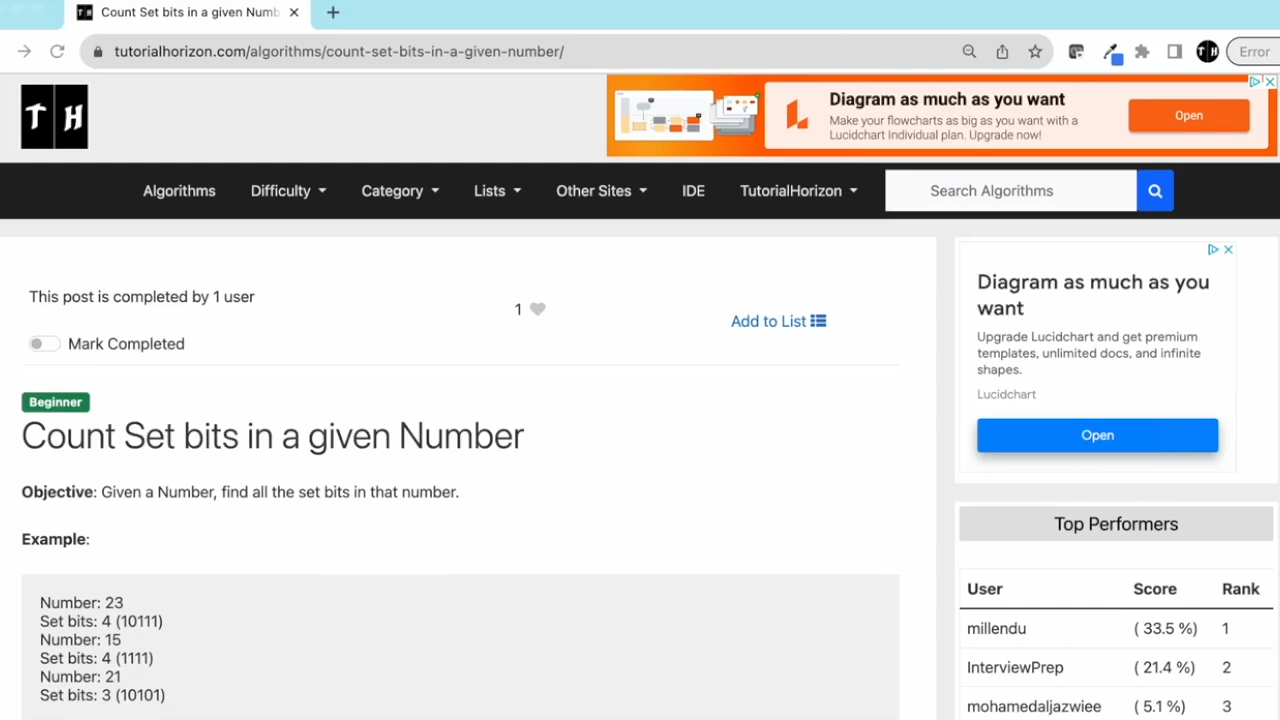 Count Set bits in a given Numb
tutorialhorizon.com/algorithms/count-set-bits-in-a-given-number/
T H
Error
T H
Diagram as much as you want
Make your flowcharts as big as you want with a
Lucidchart Individual plan. Upgrade now!
Open
Algorithms
Difficulty
Category
Lists
Other Sites
IDE
TutorialHorizon
Search Algorithms
This post is completed by 1 user
1
Add to List
Mark Completed
Beginner
Count Set bits in a given Number
Objective: Given a Number, find all the set bits in that number.
Example:
Number: 23
Set bits: 4 (10111)
Number: 15
Set bits: 4 (1111)
Number: 21
Set bits: 3 (10101)
Diagram as much as you
want
Upgrade Lucidchart and get premium
templates, unlimited docs, and infinite
shapes.
Lucidchart
Open
Top Performers
User Score Rank
millendu ( 33.5 %) 1
InterviewPrep ( 21.4 %) 2
mohamedaljazwiee ( 5.1 %) 3